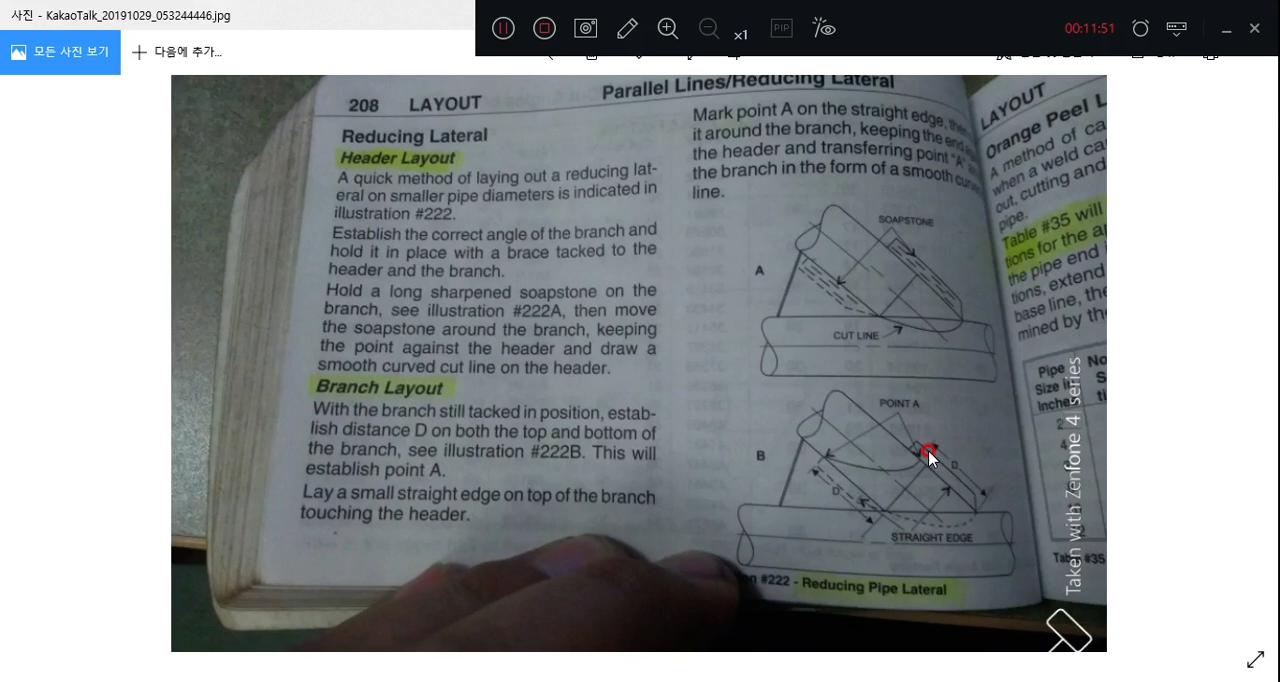 사진 - KakaoTalk_20191029_053244446.jpg
x1
PIP
00:11:51
모든 사진 보기
다음에 추가...
208 LAYOUT
Parallel Lines/Reducing Lateral
Reducing Lateral
Header Layout
A quick method of laying out a reducing lat-
eral on smaller pipe diameters is indicated in
illustration #222.
Establish the correct angle of the branch and
hold it in place with a brace tacked to the
header and the branch.
Hold a long sharpened soapstone on the
branch, see illustration #222A, then move
the soapstone around the branch, keeping
the point against the header and draw a
smooth curved cut line on the header.
Branch Layout
With the branch still tacked in position, estab-
lish distance D on both the top and bottom of
the branch, see illustration #222B. This will
establish point A.
Lay a small straight edge on top of the branch
touching the header.
Mark point A on the straight edge,
it around the branch, keeping the end
the header and transferring point "A"
the branch in the form of a smooth
line.
SOAPSTONE
A
CUT LINE
POINT A
B
D
D
STRAIGHT EDGE
#222 - Reducing Pipe Lateral
LAYOUT
Orange Peel
A method of
when a weld
out, cutting and
pipe.
Table #35 will
tions for the
the pipe end
tions, extend
base line,
mined by
Pipe
Size in
Inches
2
4
#35
Taken with Zenfone 4 series